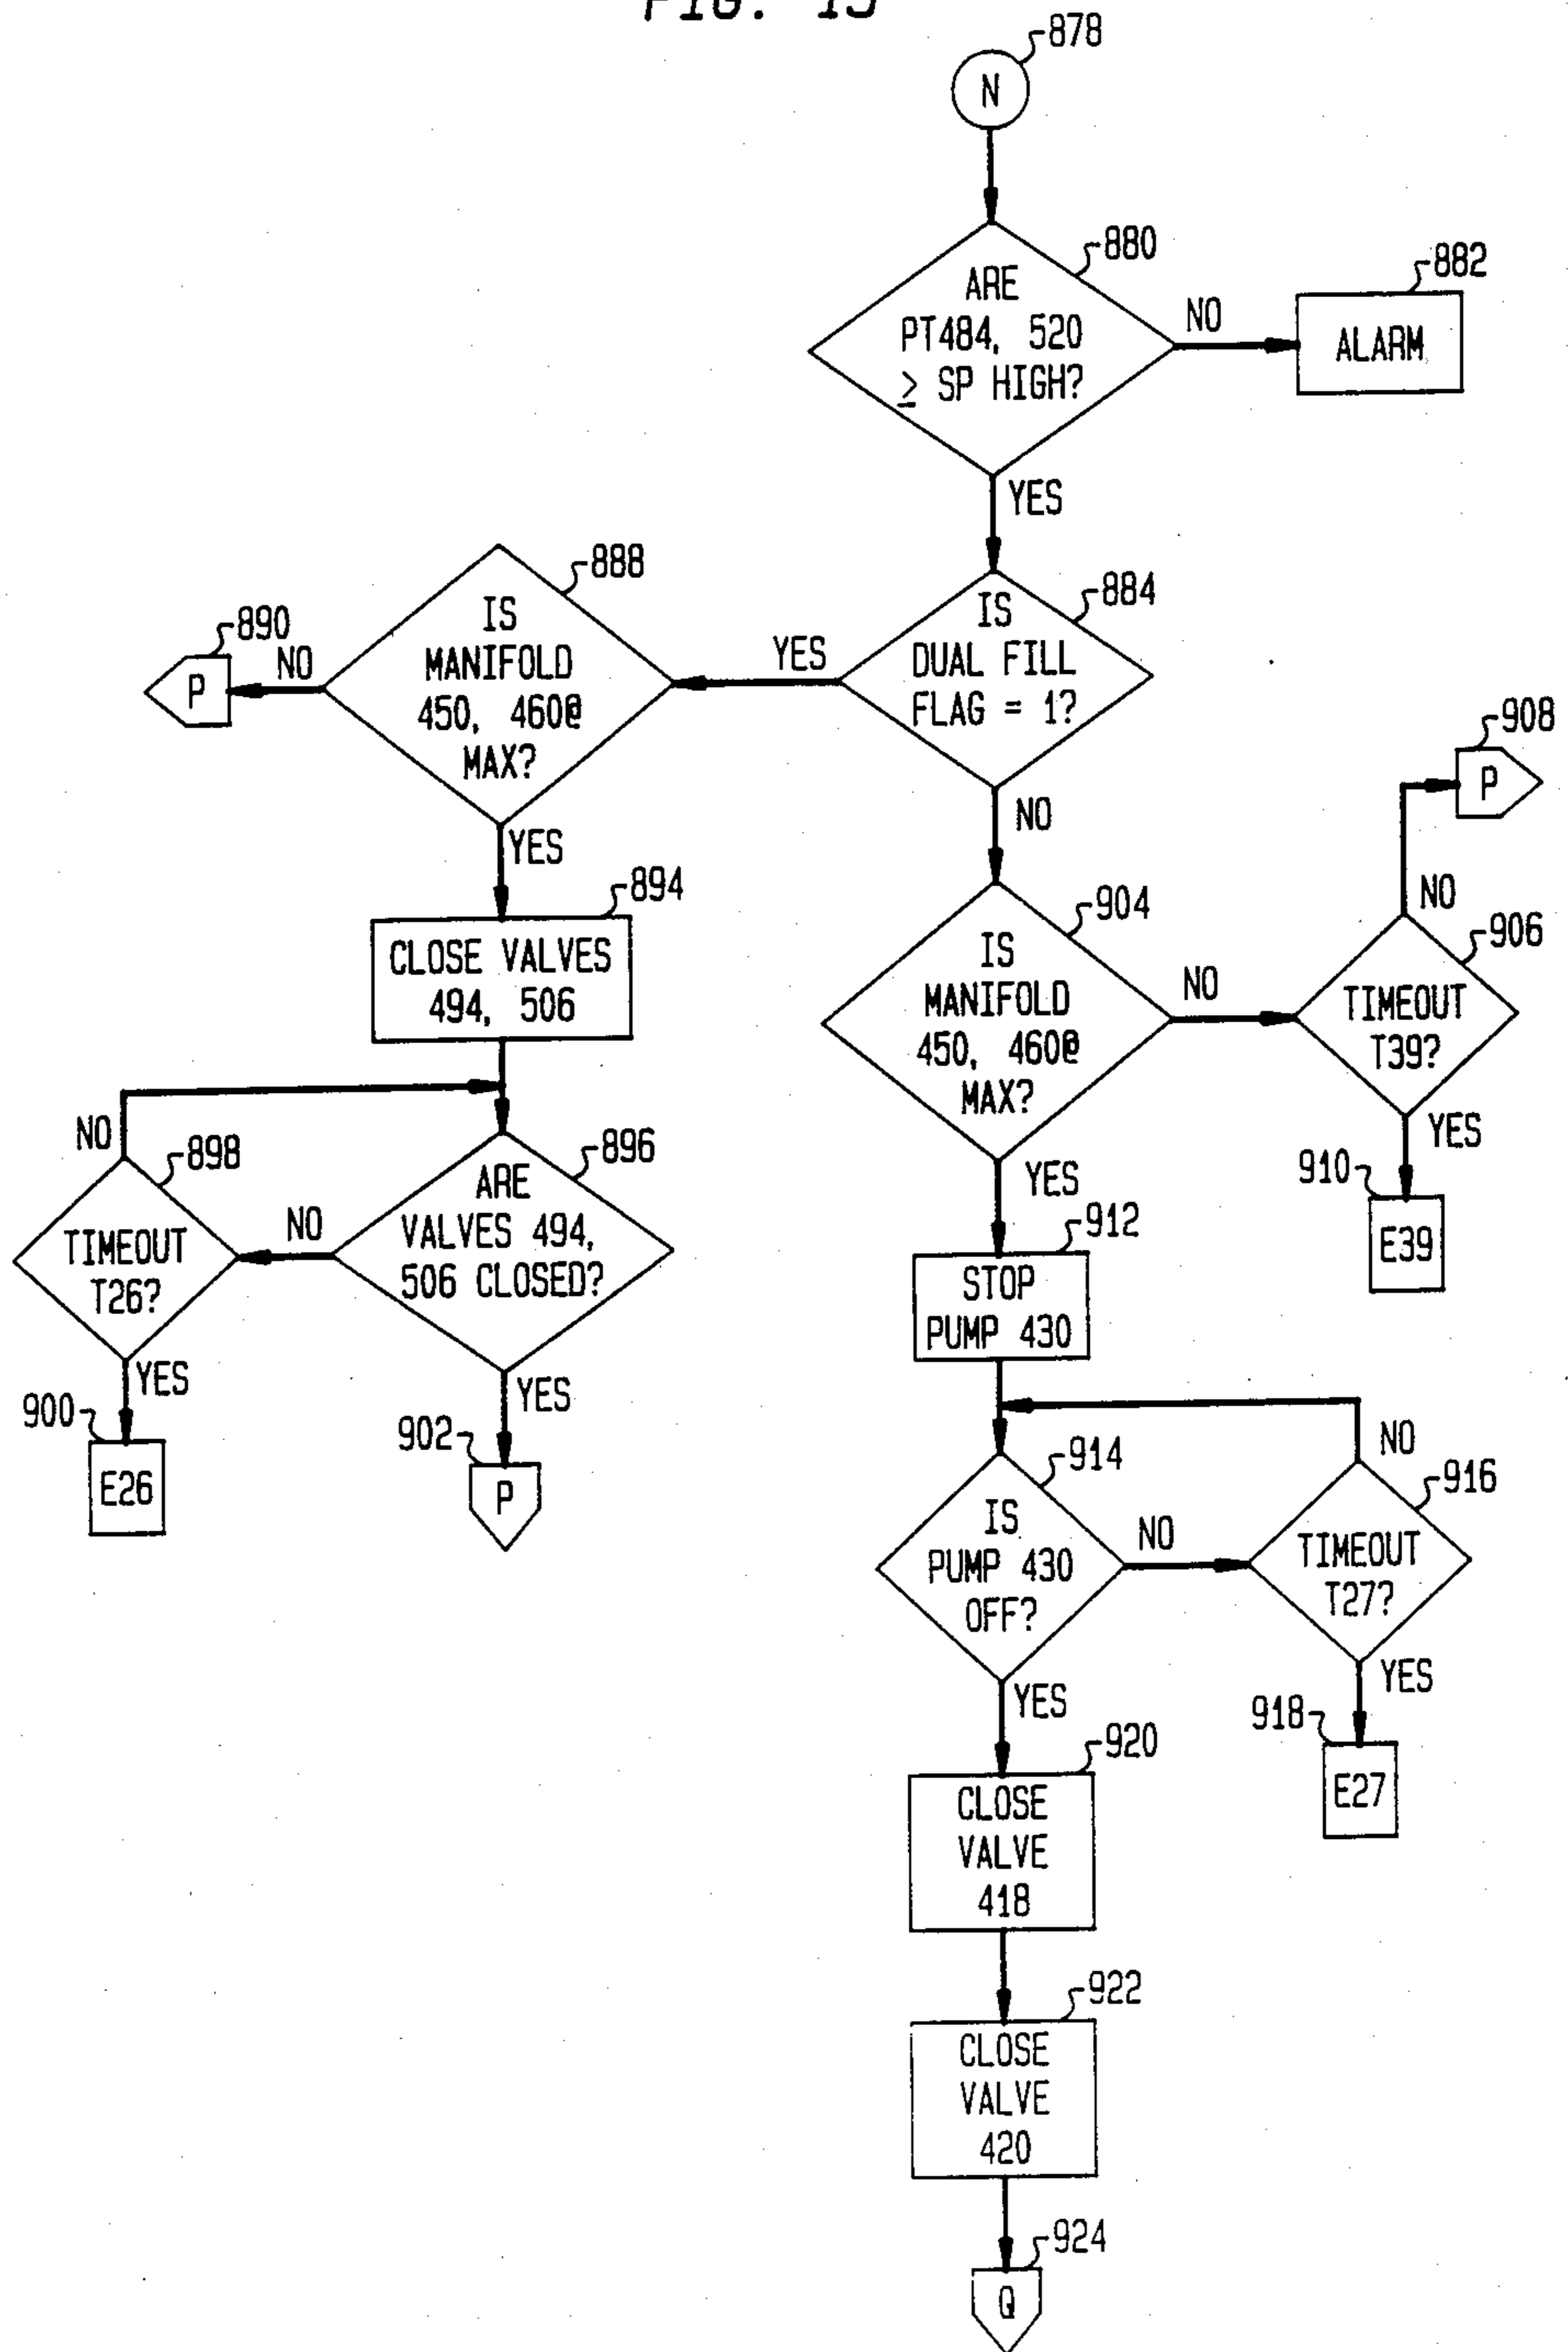 878
N
880
ARE
PT484, 520
≥ SP HIGH?
NO
882
ALARM
YES
884
IS
DUAL FILL
FLAG = 1?
YES
888
IS
MANIFOLD
450, 460@
MAX?
NO
890
P
YES
894
CLOSE VALVES
494, 506
896
ARE
VALVES 494,
506 CLOSED?
NO
898
TIMEOUT
T26?
NO
YES
900
E26
YES
902
P
NO
904
IS
MANIFOLD
450, 460@
MAX?
NO
906
TIMEOUT
T39?
NO
908
P
YES
910
E39
YES
912
STOP
PUMP 430
914
IS
PUMP 430
OFF?
NO
916
TIMEOUT
T27?
NO
YES
918
E27
YES
920
CLOSE
VALVE
418
922
CLOSE
VALVE
420
924
Q